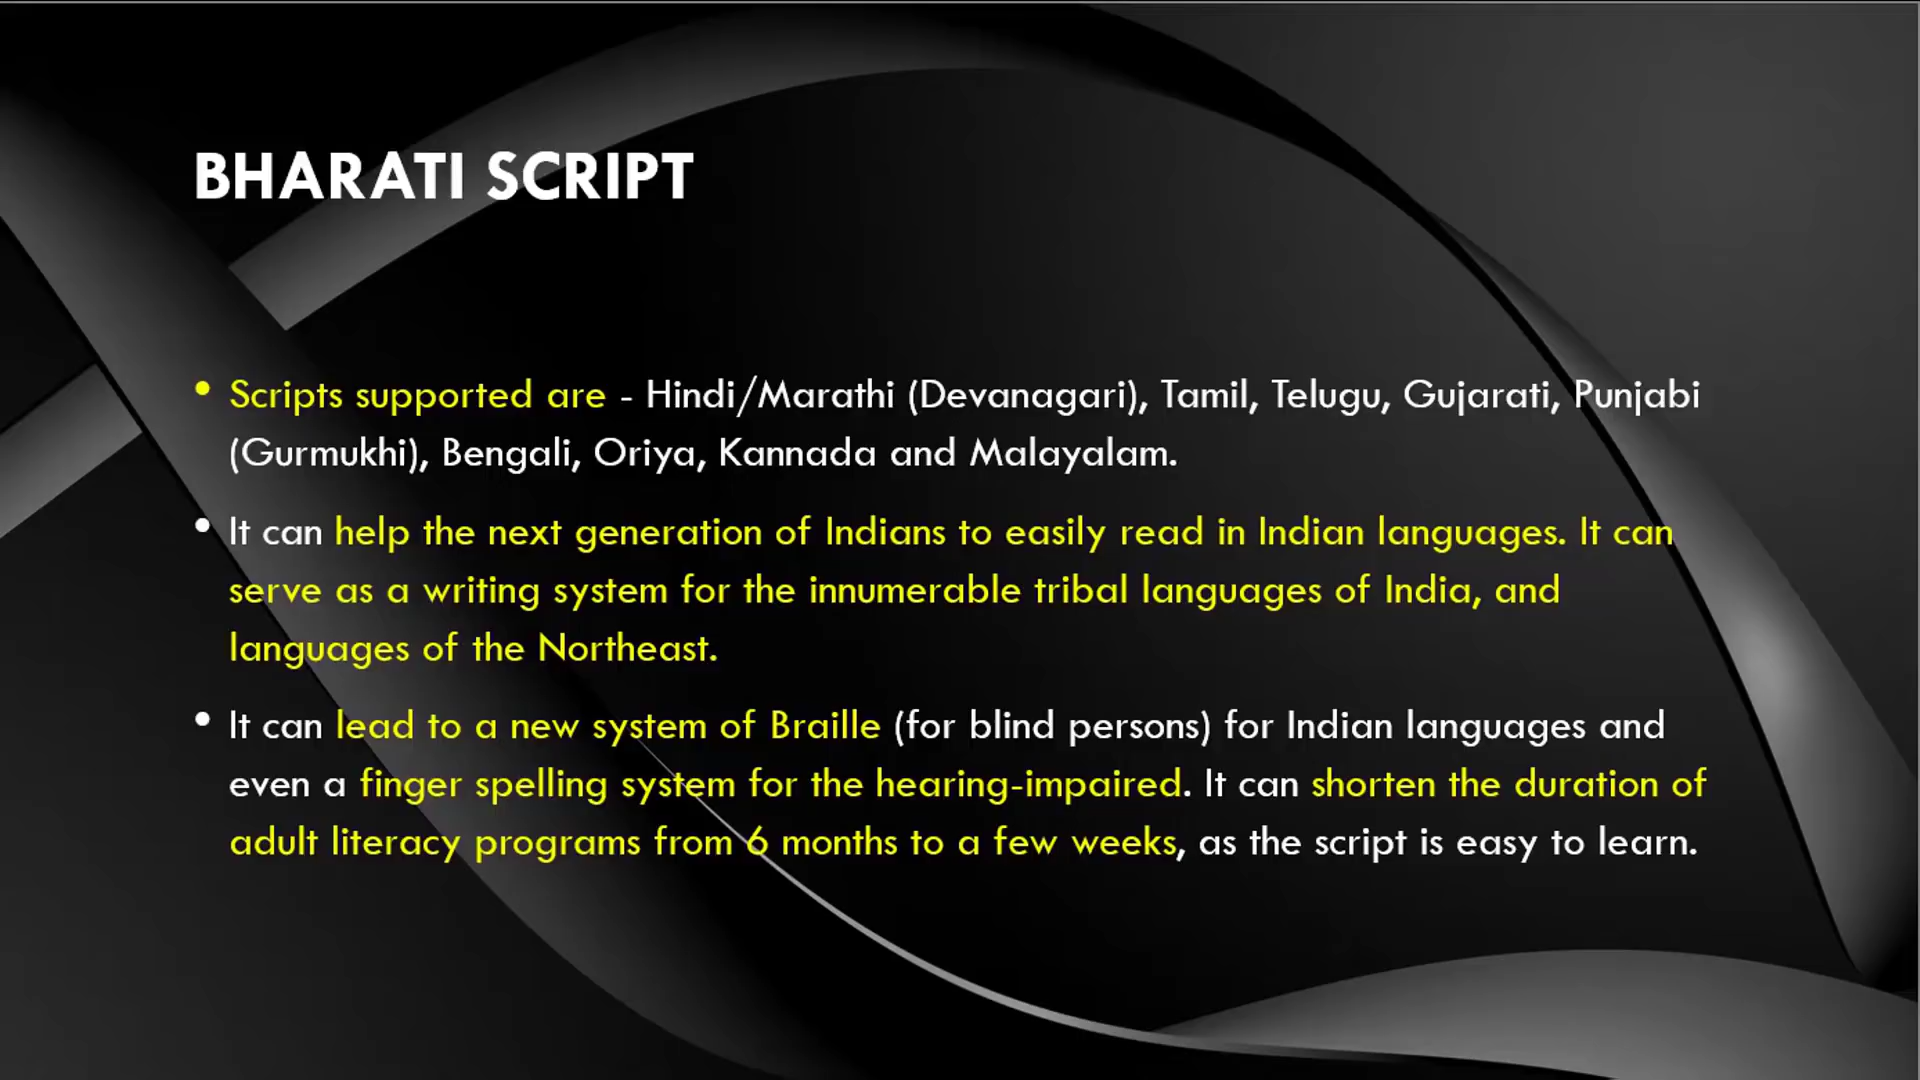 BHARATI SCRIPT
• Scripts supported are - Hindi/Marathi (Devanagari), Tamil, Telugu, Gujarati, Punjabi
(Gurmukhi), Bengali, Oriya, Kannada and Malayalam.
• It can help the next generation of Indians to easily read in Indian languages. It can
serve as a writing system for the innumerable tribal languages of India, and
languages of the Northeast.
• It can lead to a new system of Braille (for blind persons) for Indian languages and
even a finger spelling system for the hearing-impaired. It can shorten the duration of
adult literacy programs from 6 months to a few weeks, as the script is easy to learn.